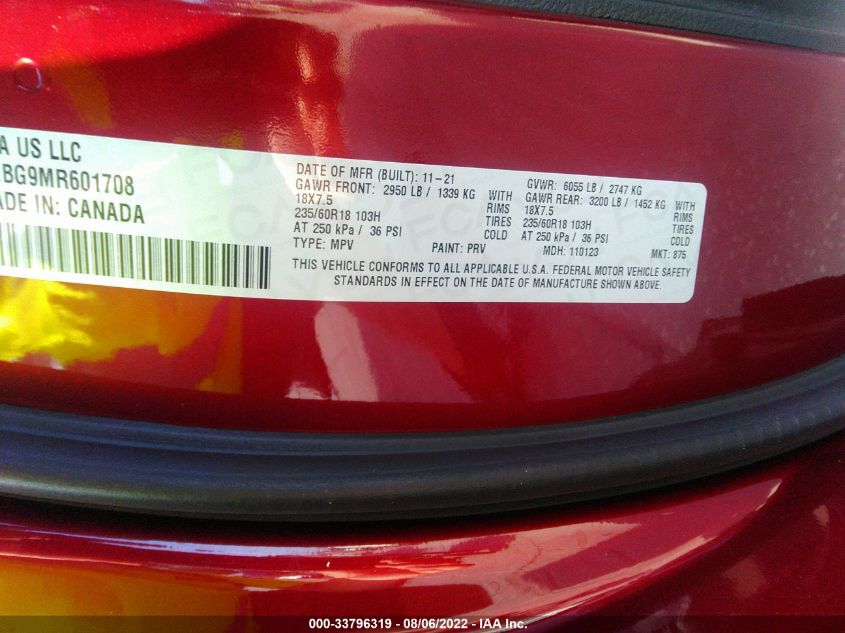 A US LLC
BG9MR601708
ADE IN: CANADA
DATE OF MFR (BUILT): 11-21
GAWR FRONT: 2950 LB / 1339 KG WITH
18X7.5 RIMS
235/60R18 103H TIRES
AT 250 kPa / 36 PSI COLD
TYPE: MPV PAINT: PRV
GVWR: 6055 LB / 2747 KG
GAWR REAR: 3200 LB / 1452 KG WITH
18X7.5 RIMS
235/60R18 103H TIRES
AT 250 kPa / 36 PSI COLD
MDH: 110123 MKT: 875
THIS VEHICLE CONFORMS TO ALL APPLICABLE U.S.A. FEDERAL MOTOR VEHICLE SAFETY
STANDARDS IN EFFECT ON THE DATE OF MANUFACTURE SHOWN ABOVE.
000-33796319 - 08/06/2022 - IAA Inc.